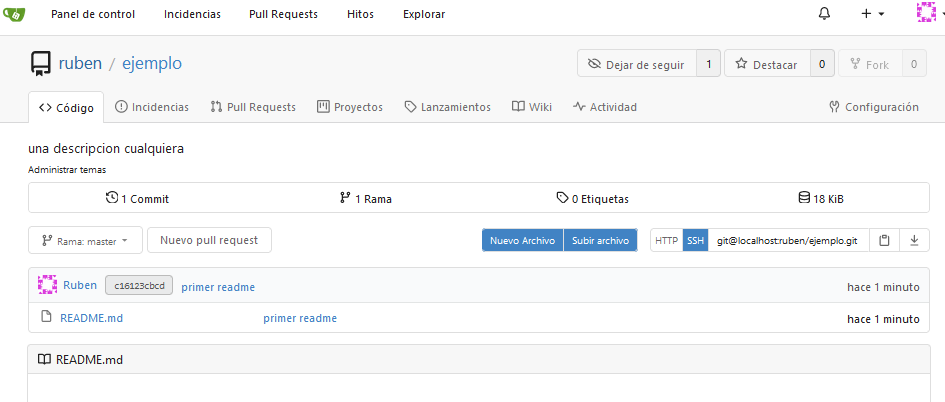 Panel de control Incidencias Pull Requests Hitos Explorar
ruben / ejemplo Dejar de seguir 1 Destacar 0 Fork 0
Código Incidencias Pull Requests Proyectos Lanzamientos Wiki Actividad Configuración
una descripcion cualquiera
Administrar temas
1 Commit 1 Rama 0 Etiquetas 18 KiB
Rama: master Nuevo pull request Nuevo Archivo Subir archivo HTTP SSH git@localhost:ruben/ejemplo.git
Ruben c16123cbcd primer readme hace 1 minuto
README.md primer readme hace 1 minuto
README.md